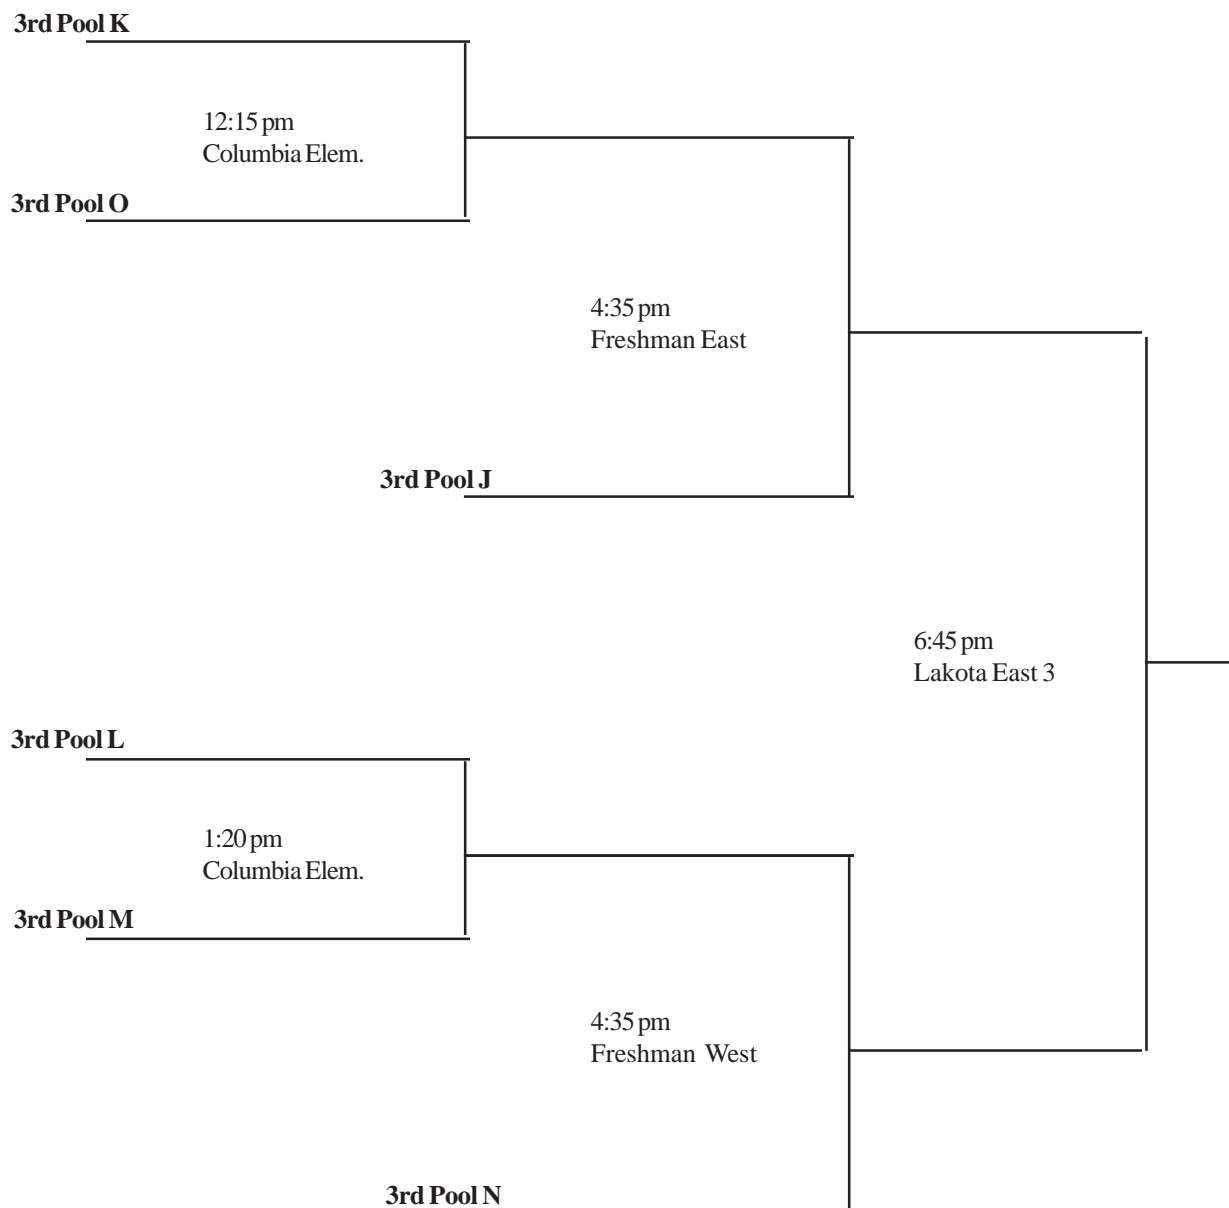 3rd Pool K
12:15 pm
Columbia Elem.
3rd Pool O
4:35 pm
Freshman East
3rd Pool J
6:45 pm
Lakota East 3
3rd Pool L
1:20 pm
Columbia Elem.
3rd Pool M
4:35 pm
Freshman West
3rd Pool N